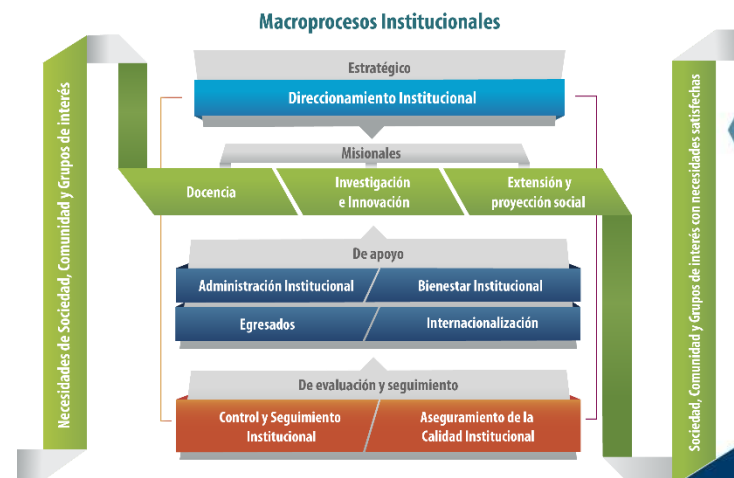 Macroprocesos Institucionales
Necesidades de Sociedad, Comunidad y Grupos de interés
Estratégico
Direccionamiento Institucional
Misionales
Docencia
Investigación
e Innovación
Extensión y
proyección social
De apoyo
Administración Institucional
Bienestar Institucional
Egresados
Internacionalización
De evaluación y seguimiento
Control y Seguimiento
Institucional
Aseguramiento de la
Calidad Institucional
Sociedad, Comunidad y Grupos de interés con necesidades satisfechas